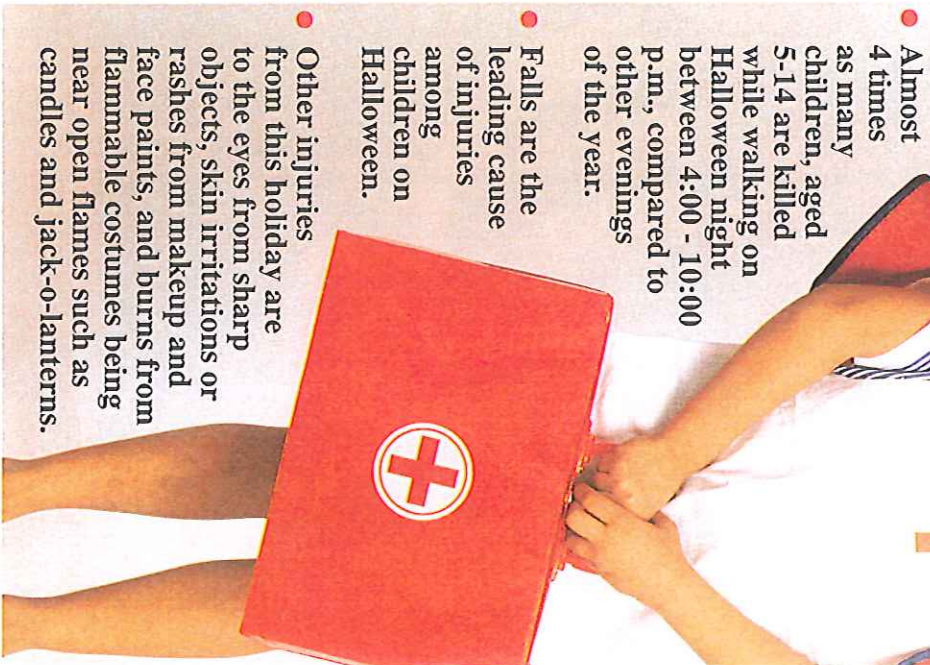 • Almost
4 times
as many
children, aged
5-14 are killed
while walking on
Halloween night
between 4:00 - 10:00
p.m., compared to
other evenings
of the year.
• Falls are the
leading cause
of injuries
among
children on
Halloween.
• Other injuries
from this holiday are
to the eyes from sharp
objects, skin irritations or
rashes from makeup and
face paints, and burns from
flammable costumes being
near open flames such as
candles and jack-o-lanterns.